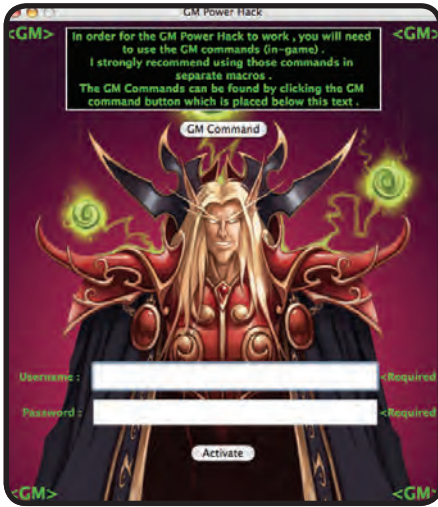 GM Power Hack
<GM> <GM>
In order for the GM Power Hack to work , you will need
to use the GM commands (in-game) .
I strongly recommend using those commands in
separate macros .
The GM Commands can be found by clicking the GM
command button which is placed below this text .
GM Command
Username : <Required
Password : <Required
Activate
<GM> <GM>